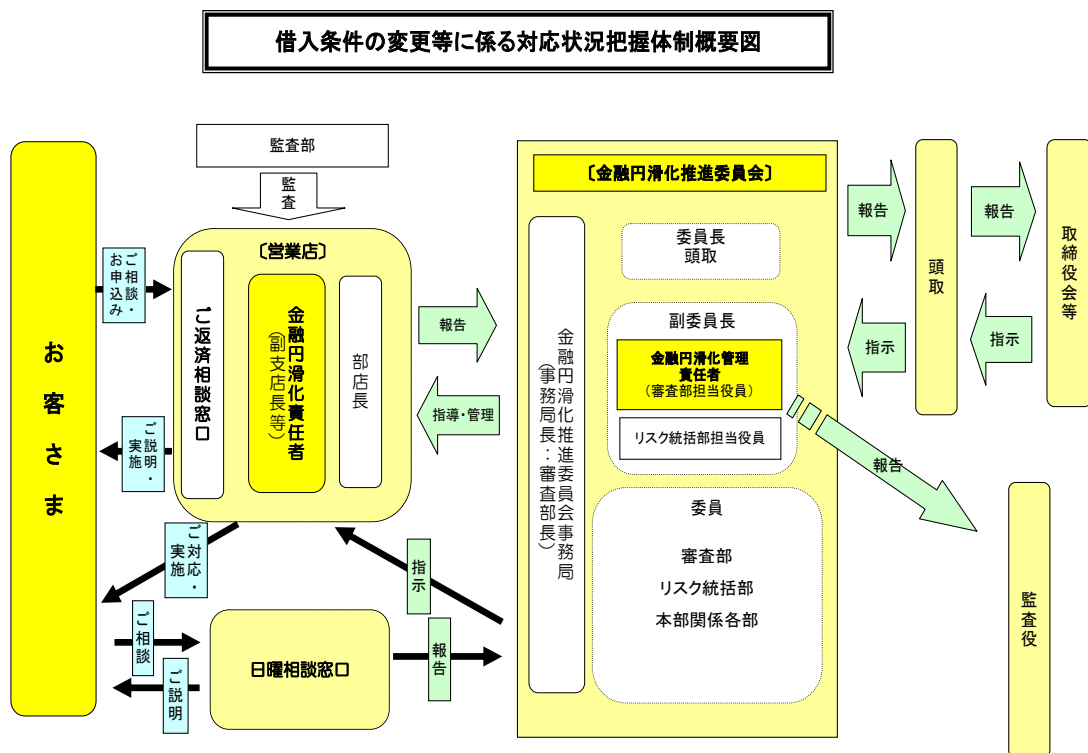 借入条件の変更等に係る対応状況把握体制概要図
お客さま
監査部
監査
〔営業店〕
ご返済相談窓口
金融円滑化責任者
（副支店長等）
部店長
ご相談・
お申込み
ご説明・
実施
ご対応・
実施
ご相談
ご説明
日曜相談窓口
報告
指導・管理
指示
報告
〔金融円滑化推進委員会〕
金融円滑化推進委員会事務局
（事務局長：審査部長）
委員長
頭取
副委員長
金融円滑化管理
責任者
（審査部担当役員）
リスク統括部担当役員
委員
審査部
リスク統括部
本部関係各部
報告
指示
頭取
報告
指示
取締役会等
報告
監査役